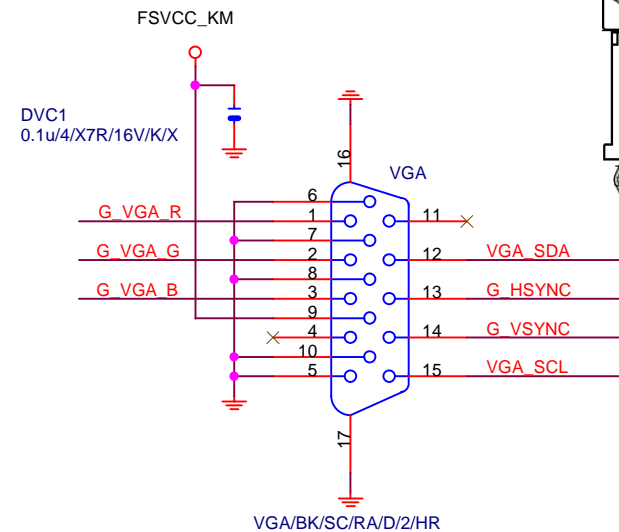 FSVCC_KM
DVC1
0.1u/4/X7R/16V/K/X
16
VGA
6
G_VGA_R
1
11
7
G_VGA_G
2
12
VGA_SDA
8
G_VGA_B
3
13
G_HSYNC
9
4
14
G_VSYNC
10
5
15
VGA_SCL
17
VGA/BK/SC/RA/D/2/HR